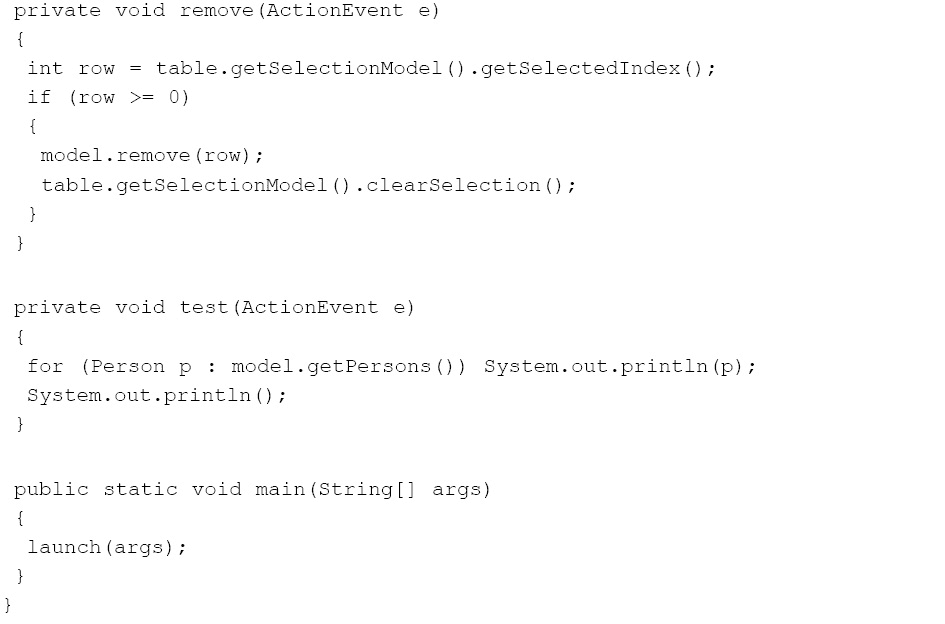 private void remove(ActionEvent e)
{
int row = table.getSelectionModel().getSelectedIndex();
if (row >= 0)
{
model.remove(row);
table.getSelectionModel().clearSelection();
}
}
private void test(ActionEvent e)
{
for (Person p : model.getPersons()) System.out.println(p);
System.out.println();
}
public static void main(String[] args)
{
launch(args);
}
}